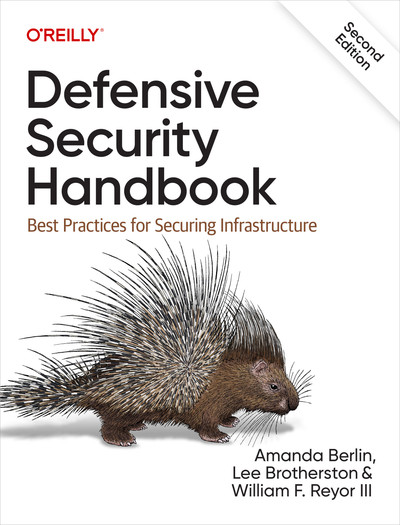 O'REILLY®
Second
Edition
Defensive
Security
Handbook
Best Practices for Securing Infrastructure
Amanda Berlin,
Lee Brotherston &
William F. Reyor III